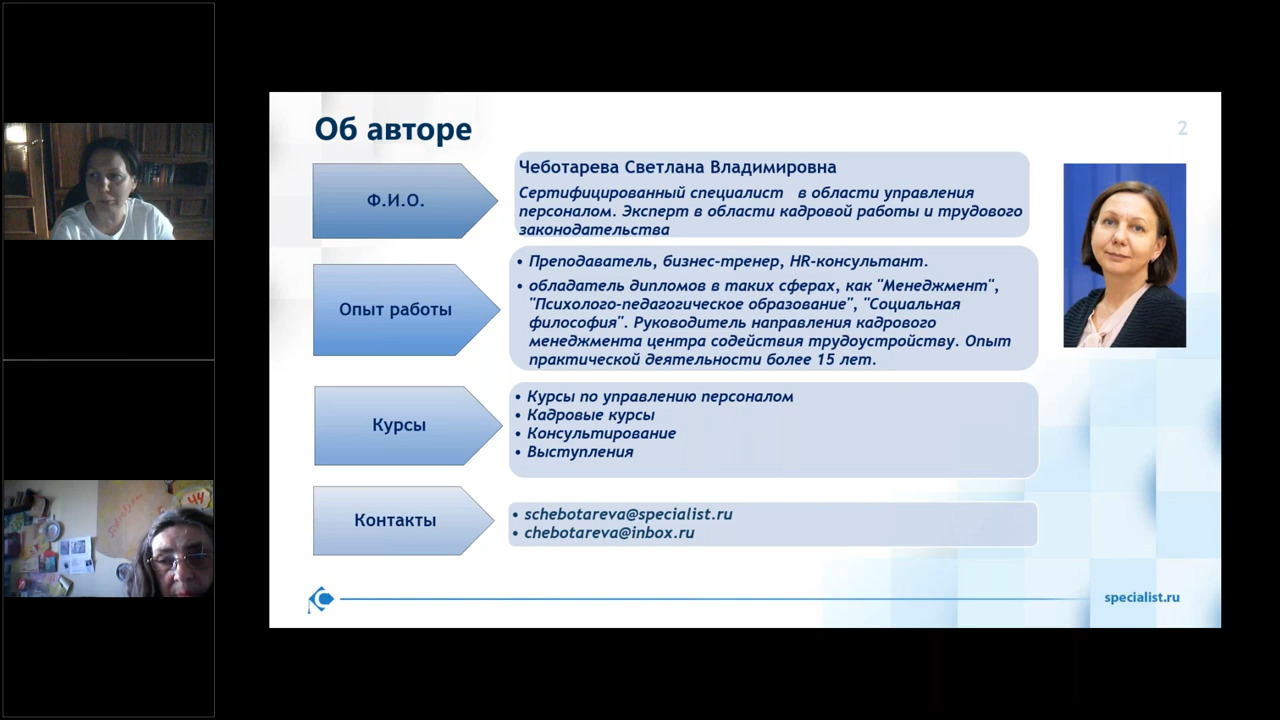 Об авторе
2
Ф.И.О.
Чеботарева Светлана Владимировна
Сертифицированный специалист в области управления
персоналом. Эксперт в области кадровой работы и трудового
законодательства
Опыт работы
• Преподаватель, бизнес-тренер, HR-консультант.
• обладатель дипломов в таких сферах, как "Менеджмент",
"Психолого-педагогическое образование", "Социальная
философия". Руководитель направления кадрового
менеджмента центра содействия трудоустройству. Опыт
практической деятельности более 15 лет.
Курсы
• Курсы по управлению персоналом
• Кадровые курсы
• Консультирование
• Выступления
Контакты
• schebotareva@specialist.ru
• chebotareva@inbox.ru
specialist.ru